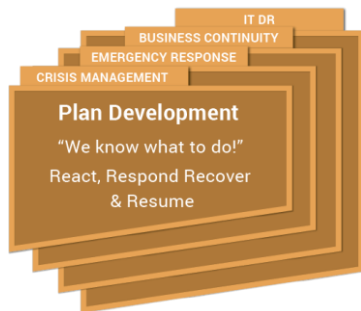 IT DR
BUSINESS CONTINUITY
EMERGENCY RESPONSE
CRISIS MANAGEMENT
Plan Development
“We know what to do!”
React, Respond Recover
& Resume